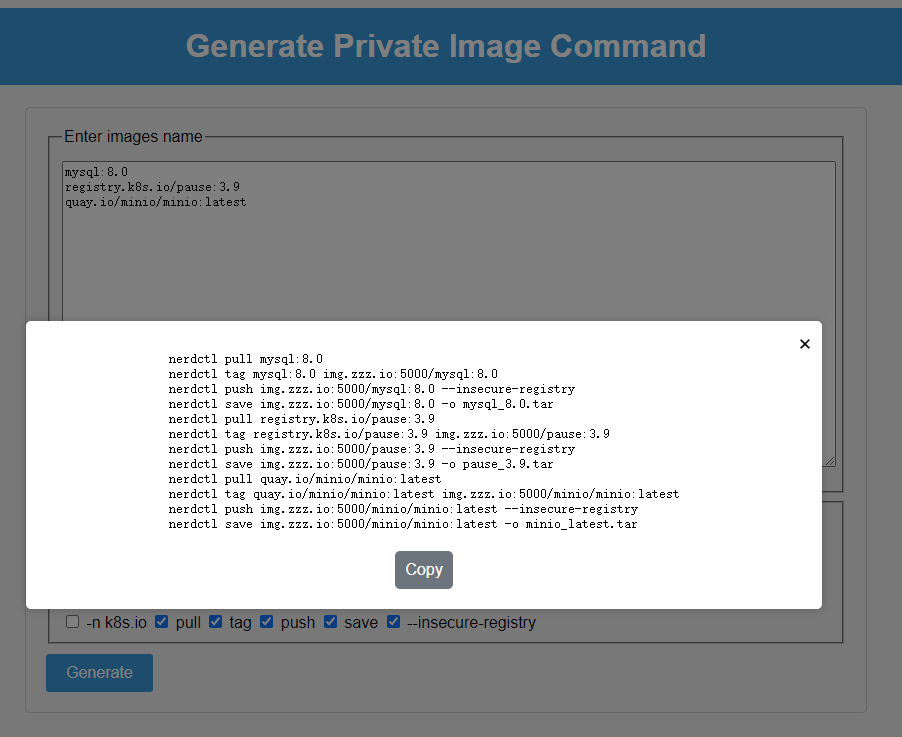 Generate Private Image Command
Enter images name
mysql:8.0
registry.k8s.io/pause:3.9
quay.io/minio/minio:latest
×
nerdctl pull mysql:8.0
nerdctl tag mysql:8.0 img.zzz.io:5000/mysql:8.0
nerdctl push img.zzz.io:5000/mysql:8.0 --insecure-registry
nerdctl save img.zzz.io:5000/mysql:8.0 -o mysql_8.0.tar
nerdctl pull registry.k8s.io/pause:3.9
nerdctl tag registry.k8s.io/pause:3.9 img.zzz.io:5000/pause:3.9
nerdctl push img.zzz.io:5000/pause:3.9 --insecure-registry
nerdctl save img.zzz.io:5000/pause:3.9 -o pause_3.9.tar
nerdctl pull quay.io/minio/minio:latest
nerdctl tag quay.io/minio/minio:latest img.zzz.io:5000/minio/minio:latest
nerdctl push img.zzz.io:5000/minio/minio:latest --insecure-registry
nerdctl save img.zzz.io:5000/minio/minio:latest -o minio_latest.tar
Copy
-n k8s.io pull tag push save --insecure-registry
Generate